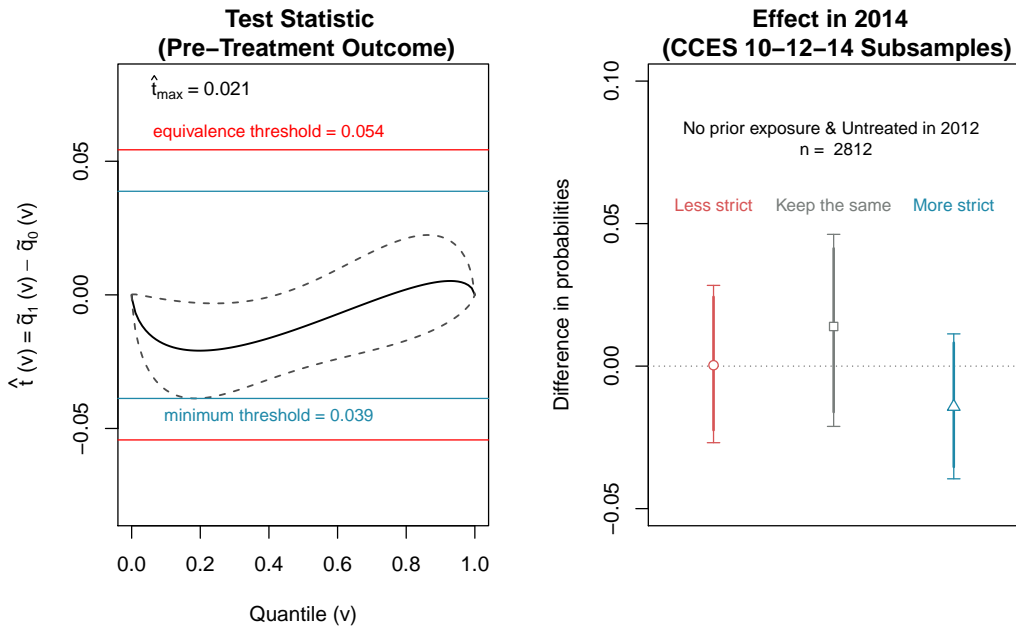 Test Statistic
(Pre−Treatment Outcome)
t̂max = 0.021
equivalence threshold = 0.054
minimum threshold = 0.039
0.05
0.00
−0.05
t̂ (v) = q̃1 (v) − q̃0 (v)
0.0 0.2 0.4 0.6 0.8 1.0
Quantile (v)
Effect in 2014
(CCES 10−12−14 Subsamples)
No prior exposure & Untreated in 2012
n = 2812
Less strict Keep the same More strict
0.10
0.05
0.00
−0.05
Difference in probabilities